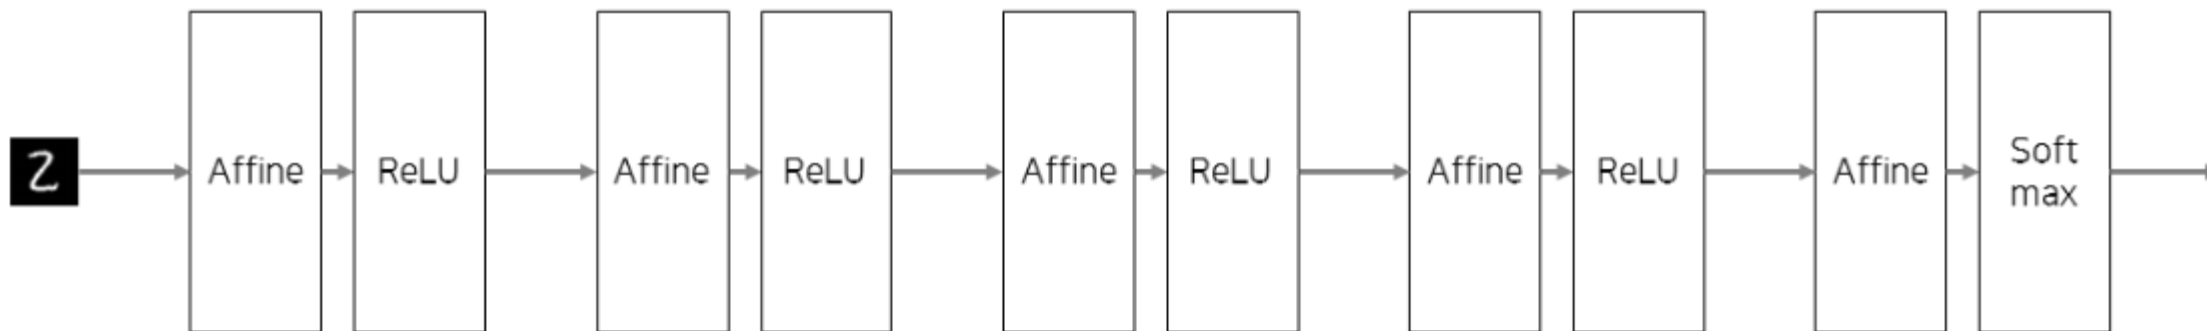 2
Affine
ReLU
Affine
ReLU
Affine
ReLU
Affine
ReLU
Affine
Soft
max